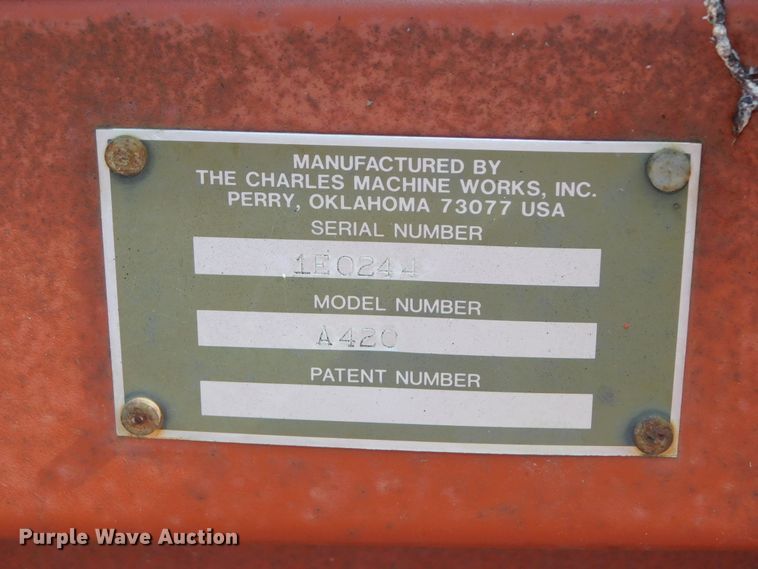 MANUFACTURED BY
THE CHARLES MACHINE WORKS, INC.
PERRY, OKLAHOMA 73077 USA
SERIAL NUMBER
1E0244
MODEL NUMBER
A420
PATENT NUMBER
Purple Wave Auction